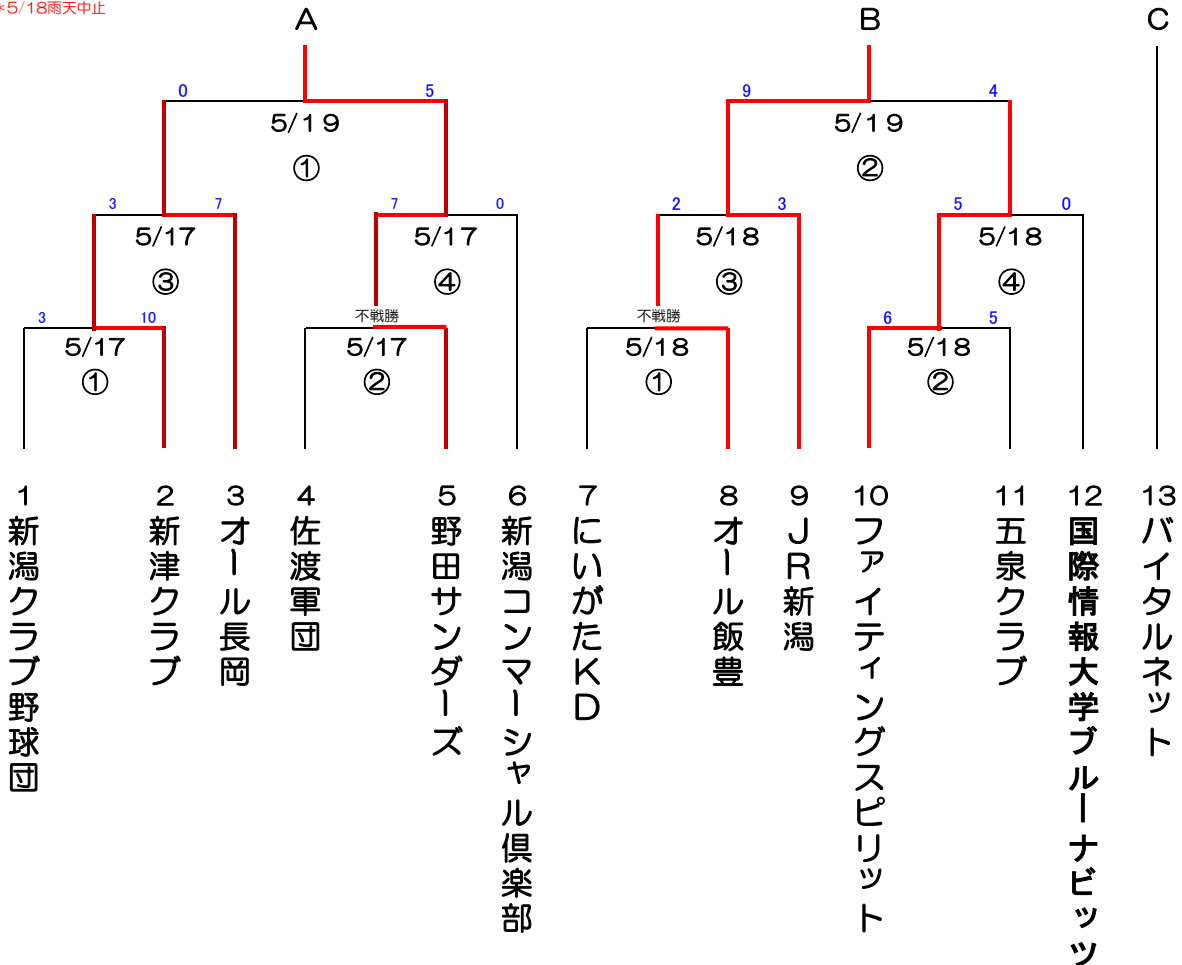 *5/18雨天中止
A
B
C
0
5
9
4
5/19
5/19
①
②
3
7
7
0
2
3
5
0
5/17
5/17
5/18
5/18
③
④
③
④
3
10
不戦勝
不戦勝
6
5
5/17
5/17
5/18
5/18
①
②
①
②
1
新潟クラブ野球団
2
新津クラブ
3
オール長岡
4
佐渡軍団
5
野田サンダーズ
6
新潟コンマーシャル倶楽部
7
にいがたKD
8
オール飯豊
9
JR新潟
10
ファイティングスピリット
11
五泉クラブ
12
国際情報大学ブルーナビッツ
13
バイタルネット